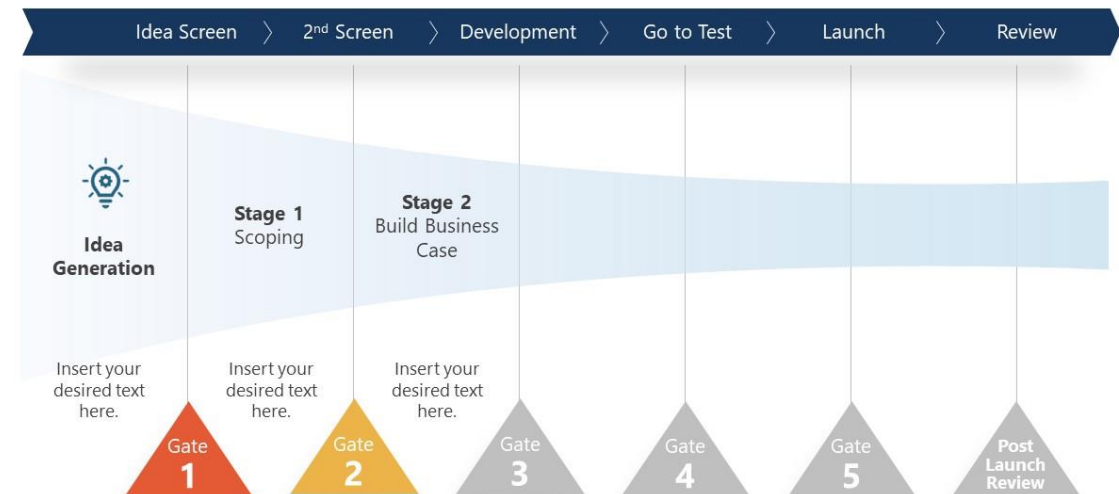 Idea Screen
2nd Screen
Development
Go to Test
Launch
Review
Idea
Generation
Stage 1
Scoping
Stage 2
Build Business
Case
Insert your
desired text
here.
Insert your
desired text
here.
Insert your
desired text
here.
Gate
1
Gate
2
Gate
3
Gate
4
Gate
5
Post
Launch
Review